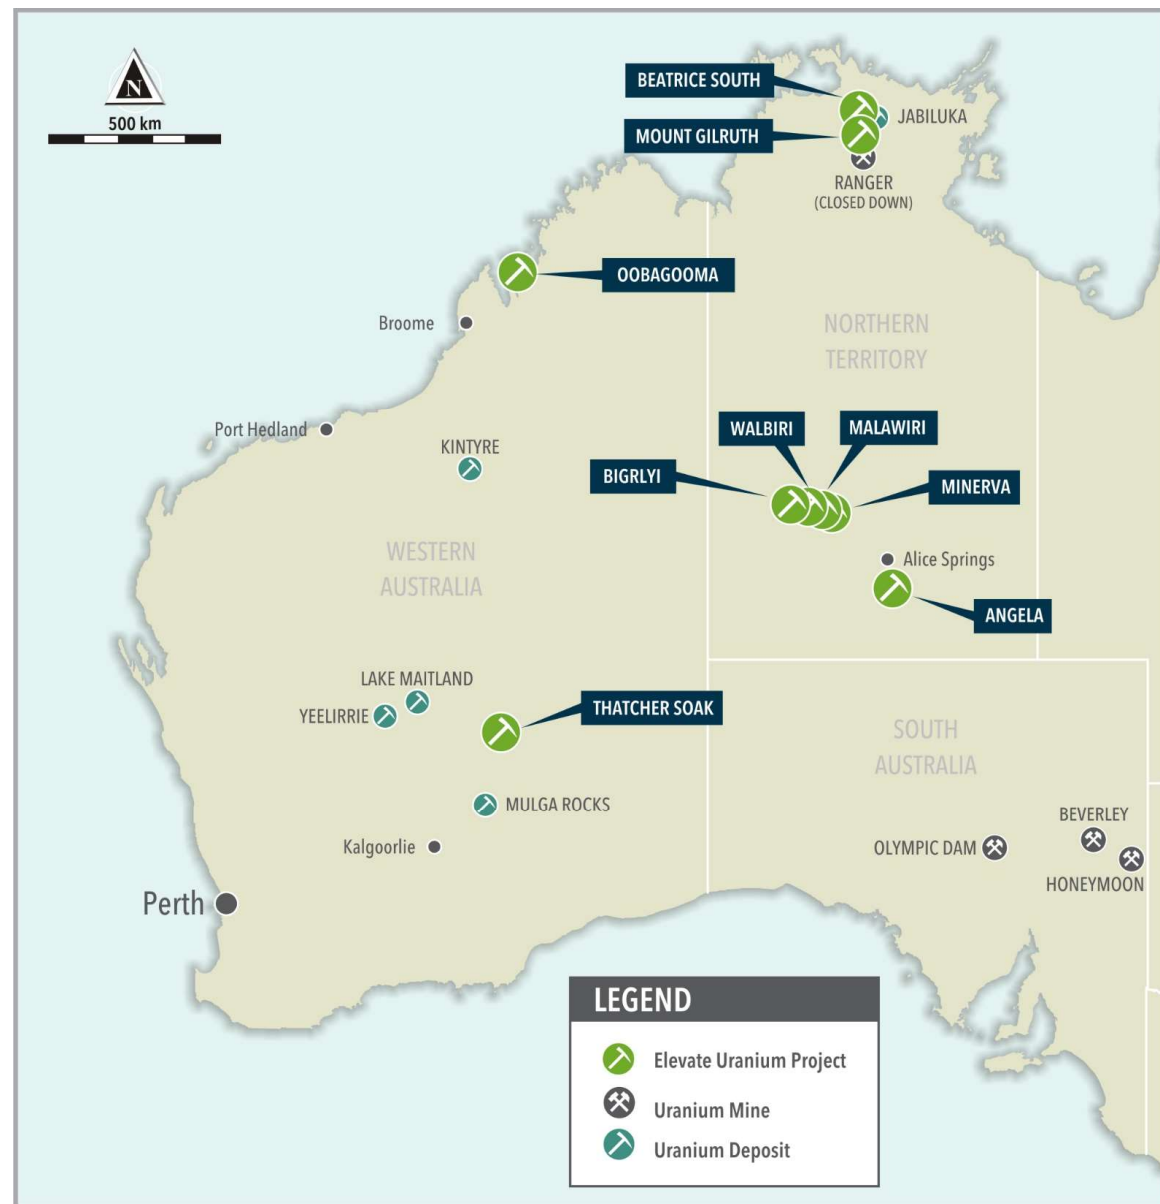 N
500 km
BEATRICE SOUTH
JABILUKA
MOUNT GILRUTH
RANGER
(CLOSED DOWN)
OOBAGOOMA
Broome
NORTHERN
TERRITORY
Port Hedland
KINTYRE
WALBIRI
MALAWIRI
BIGRLYI
MINERVA
WESTERN
AUSTRALIA
Alice Springs
ANGELA
LAKE MAITLAND
YEELIRRIE
THATCHER SOAK
SOUTH
AUSTRALIA
MULGA ROCKS
Kalgoorlie
OLYMPIC DAM
BEVERLEY
HONEYMOON
Perth
LEGEND
Elevate Uranium Project
Uranium Mine
Uranium Deposit